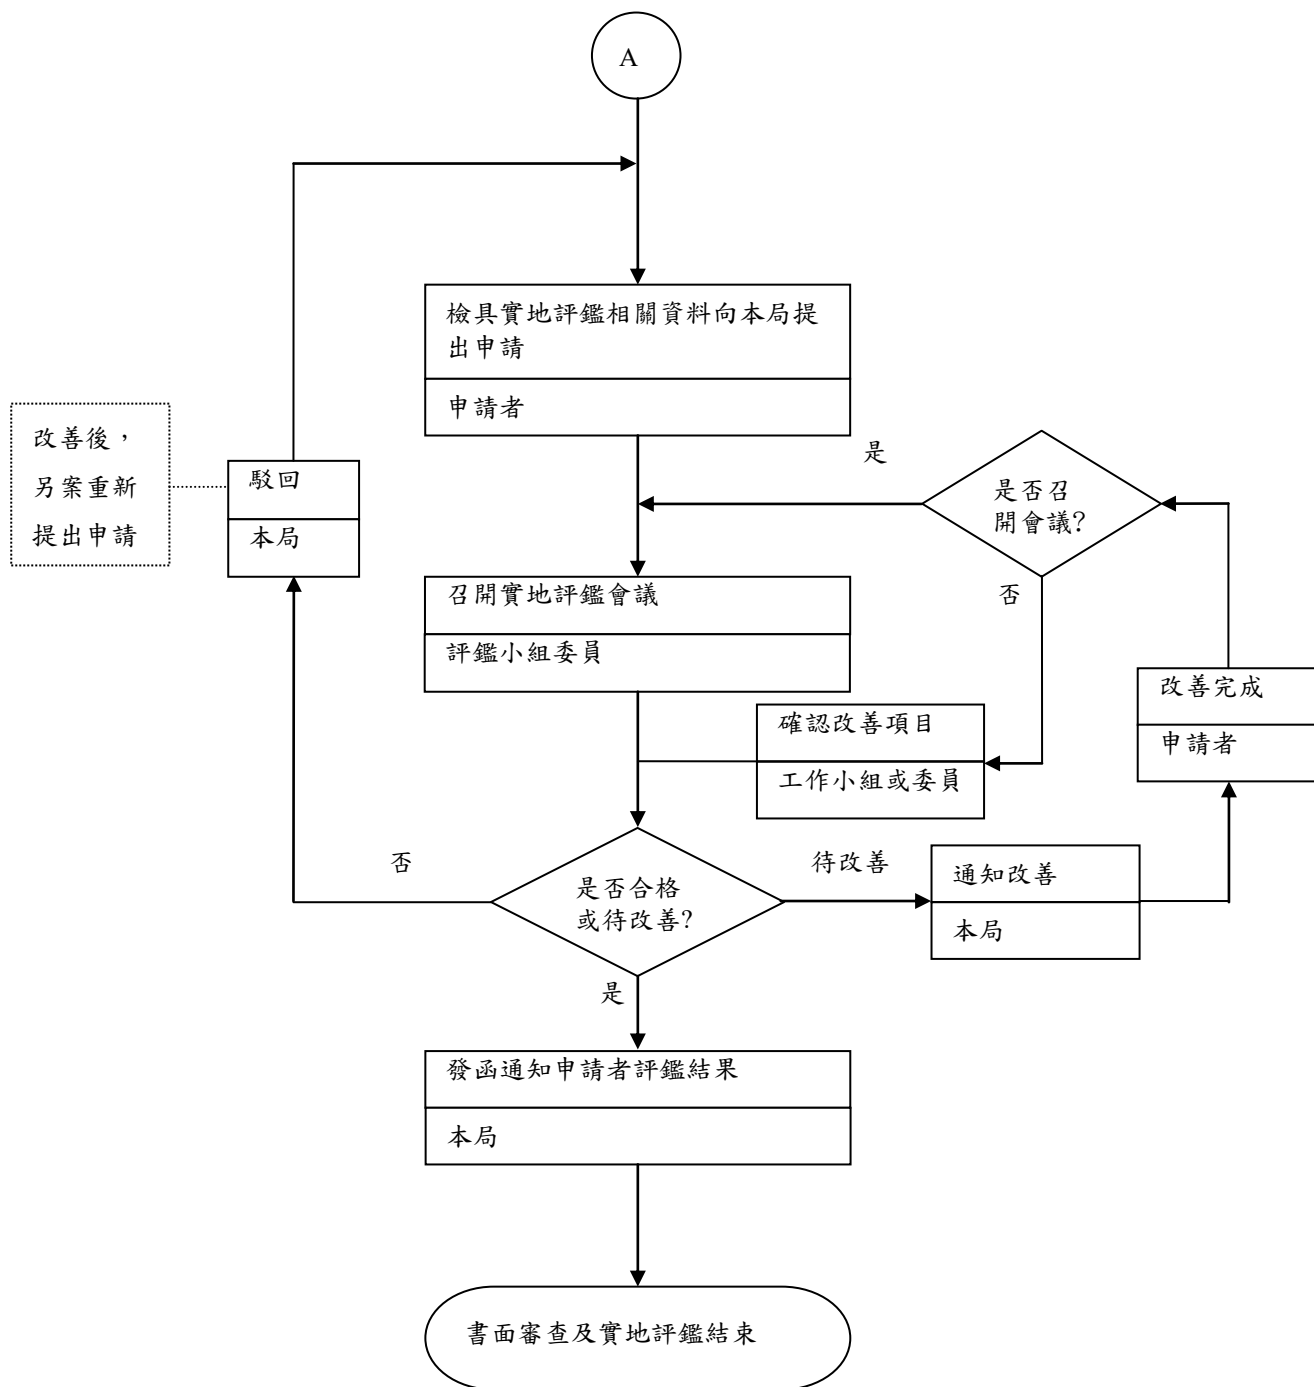 A
檢具實地評鑑相關資料向本局提
出申請
申請者
改善後，
另案重新
提出申請
駁回
本局
是
是否召
開會議?
否
召開實地評鑑會議
評鑑小組委員
改善完成
申請者
確認改善項目
工作小組或委員
否
是否合格
或待改善?
待改善
通知改善
本局
是
發函通知申請者評鑑結果
本局
書面審查及實地評鑑結束